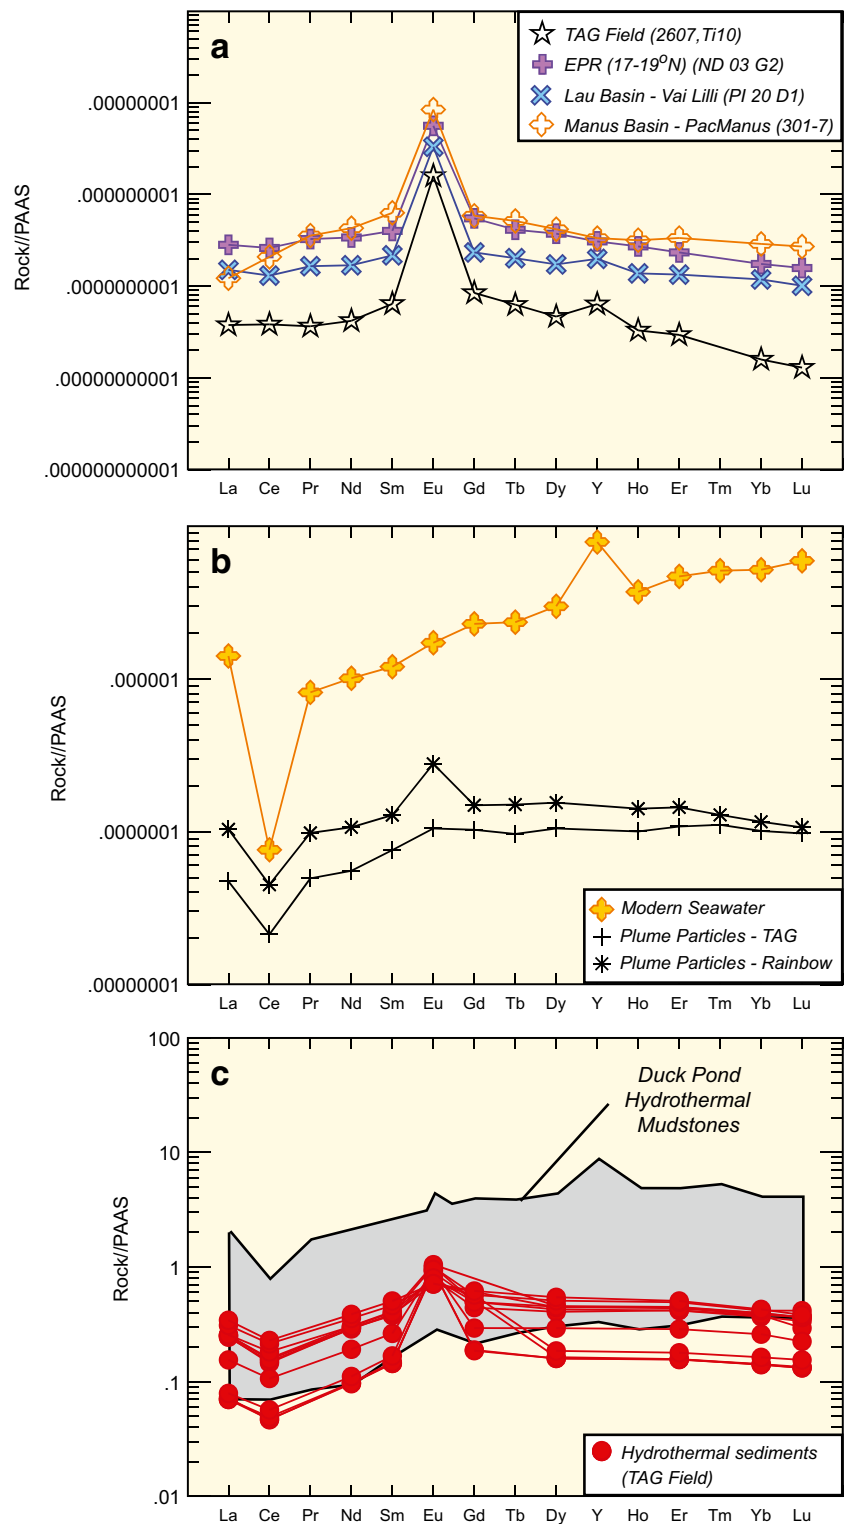 a
TAG Field (2607,Ti10)
EPR (17-19°N) (ND 03 G2)
Lau Basin - Vai Lilli (PI 20 D1)
Manus Basin - PacManus (301-7)
Rock//PAAS
.00000001
.000000001
.0000000001
.00000000001
.000000000001
La Ce Pr Nd Sm Eu Gd Tb Dy Y Ho Er Tm Yb Lu
b
Rock//PAAS
.000001
.0000001
.00000001
Modern Seawater
Plume Particles - TAG
Plume Particles - Rainbow
La Ce Pr Nd Sm Eu Gd Tb Dy Y Ho Er Tm Yb Lu
c
Duck Pond
Hydrothermal
Mudstones
Rock//PAAS
100
10
1
.1
.01
Hydrothermal sediments
(TAG Field)
La Ce Pr Nd Sm Eu Gd Tb Dy Y Ho Er Tm Yb Lu